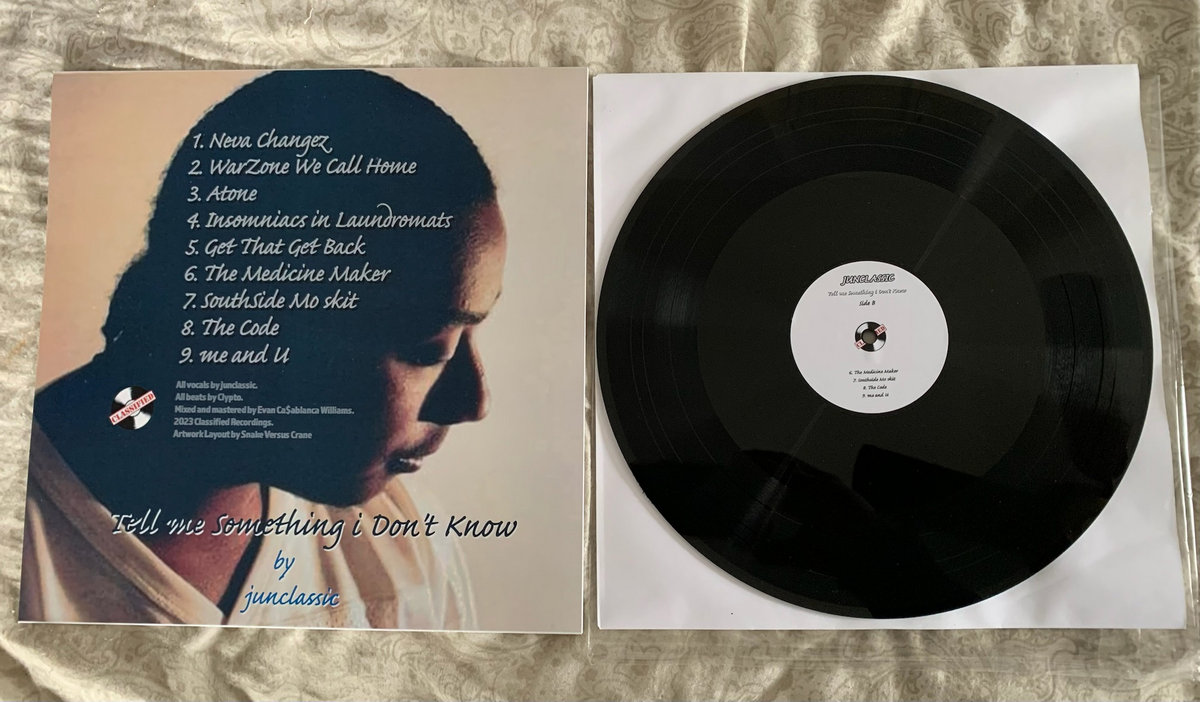 1. Neva Changez
2. WarZone We Call Home
3. Atone
4. Insomniacs in Laundromats
5. Get That Get Back
6. The Medicine Maker
7. SouthSide Mo skit
8. The Code
9. me and U
CLASSIFIED
All vocals by junclassic.
All beats by Clypto.
Mixed and mastered by Evan Ca$ablanca Williams.
2023 Classified Recordings.
Artwork Layout by Snake Versus Crane
Tell me Something i Don't Know
by
junclassic
JUNCLASSIC
Tell me Something i Don't Know
Side B
6. The Medicine Maker
7. SouthSide Mo skit
8. The Code
9. me and U